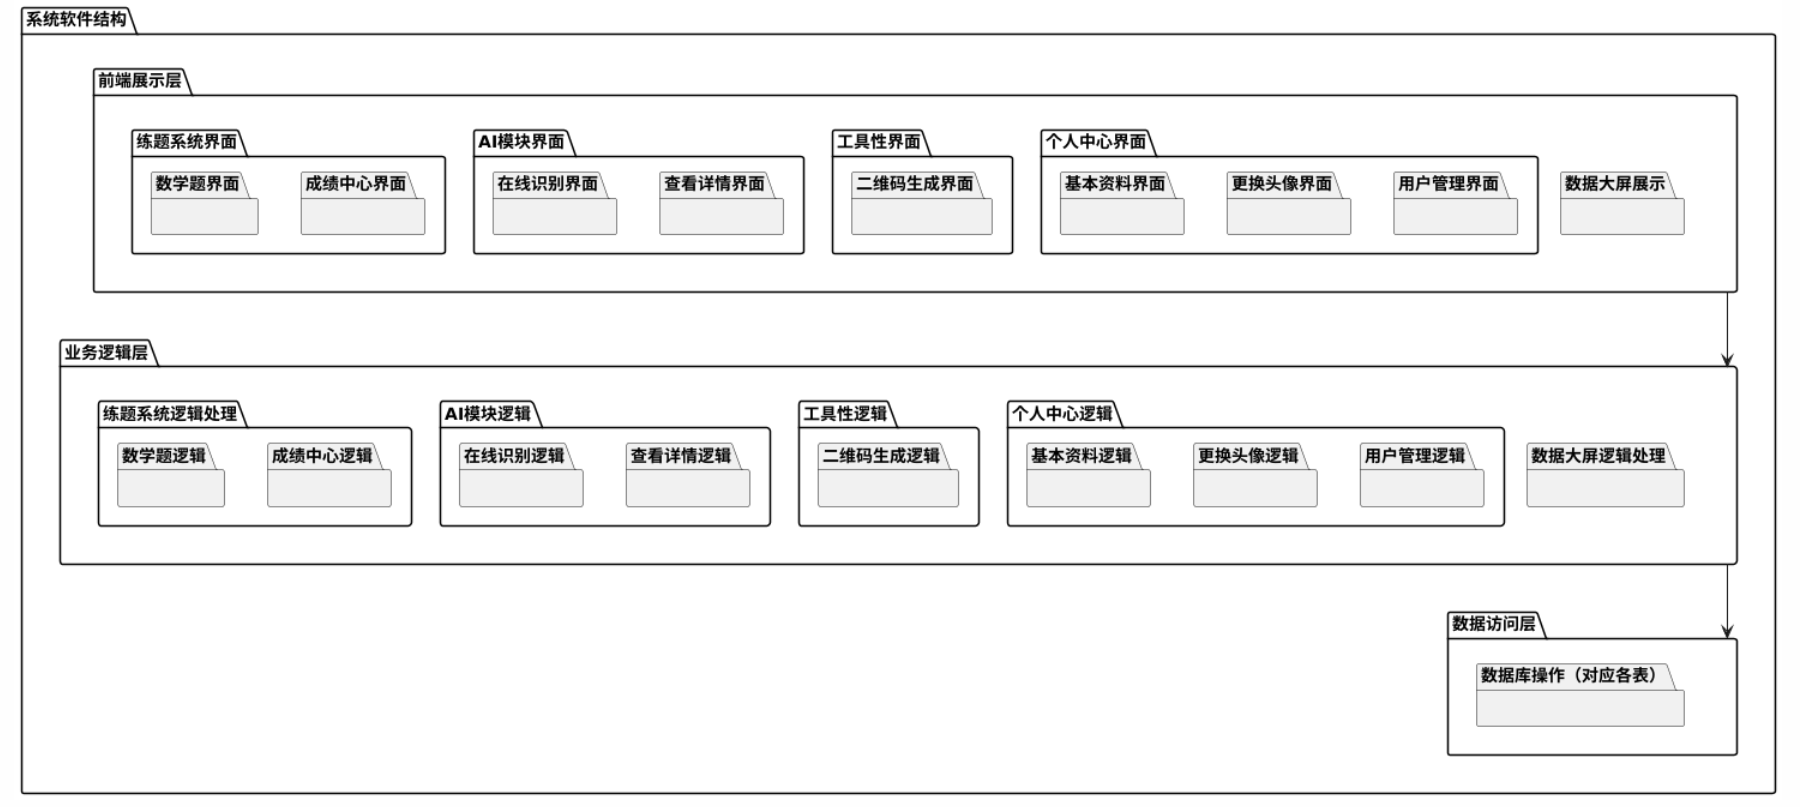 系统软件结构
前端展示层
练题系统界面
AI模块界面
工具性界面
个人中心界面
数学题界面
成绩中心界面
在线识别界面
查看详情界面
二维码生成界面
基本资料界面
更换头像界面
用户管理界面
数据大屏展示
业务逻辑层
练题系统逻辑处理
AI模块逻辑
工具性逻辑
个人中心逻辑
数学题逻辑
成绩中心逻辑
在线识别逻辑
查看详情逻辑
二维码生成逻辑
基本资料逻辑
更换头像逻辑
用户管理逻辑
数据大屏逻辑处理
数据访问层
数据库操作（对应各表）